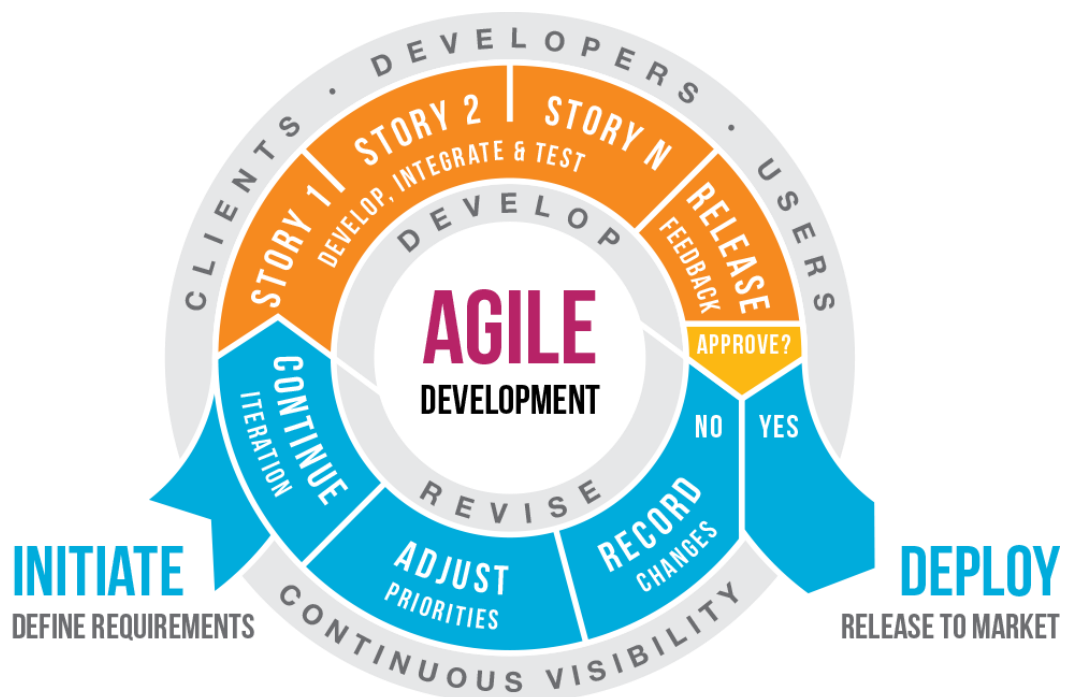 CLIENTS · DEVELOPERS · USERS
STORY 1
STORY 2
STORY N
DEVELOP, INTEGRATE & TEST
RELEASE
FEEDBACK
DEVELOP
AGILE
DEVELOPMENT
APPROVE?
NO
YES
RECORD
CHANGES
ADJUST
PRIORITIES
CONTINUE
ITERATION
REVISE
INITIATE
DEFINE REQUIREMENTS
DEPLOY
RELEASE TO MARKET
CONTINUOUS VISIBILITY